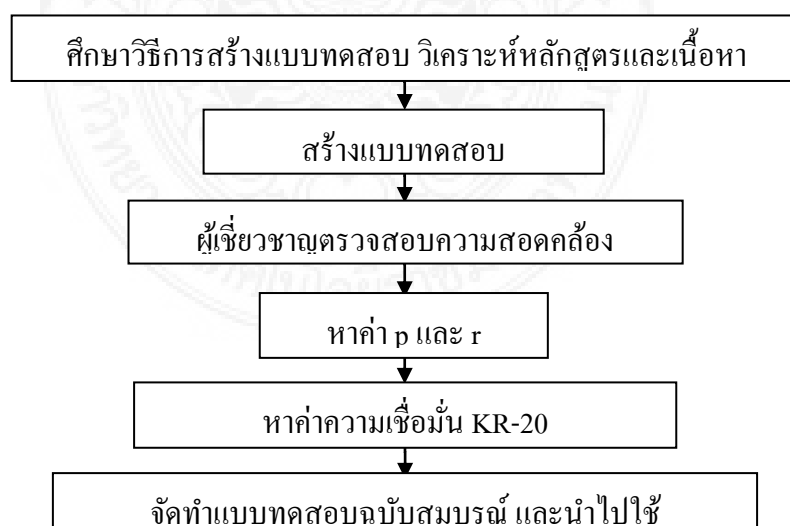 ศึกษาวิธีการสร้างแบบทดสอบ วิเคราะห์หลักสูตรและเนื้อหา
สร้างแบบทดสอบ
ผู้เชี่ยวชาญตรวจสอบความสอดคล้อง
หาค่า p และ r
หาค่าความเชื่อมั่น KR-20
จัดทำแบบทดสอบฉบับสมบูรณ์ และนำไปใช้